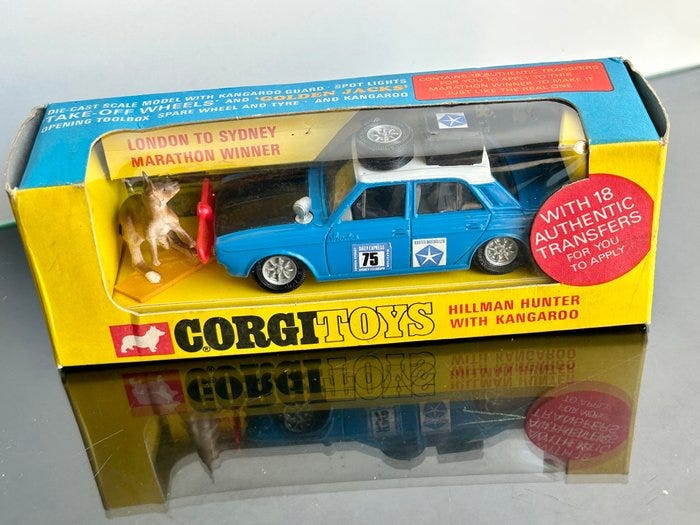 DIE-CAST SCALE MODEL WITH KANGAROO GUARD · SPOT LIGHTS
'TAKE-OFF WHEELS' AND 'GOLDEN JACKS'
OPENING TOOLBOX · SPARE WHEEL AND TYRE · AND KANGAROO
CONTAINS 18 AUTHENTIC TRANSFERS
FOR YOU TO APPLY TO THIS
MARATHON WINNER TO MAKE IT
JUST LIKE THE REAL ONE
LONDON TO SYDNEY
MARATHON WINNER
DAILY EXPRESS
75
WITH 18
AUTHENTIC
TRANSFERS
FOR YOU
TO APPLY
CORGI TOYS
HILLMAN HUNTER
WITH KANGAROO